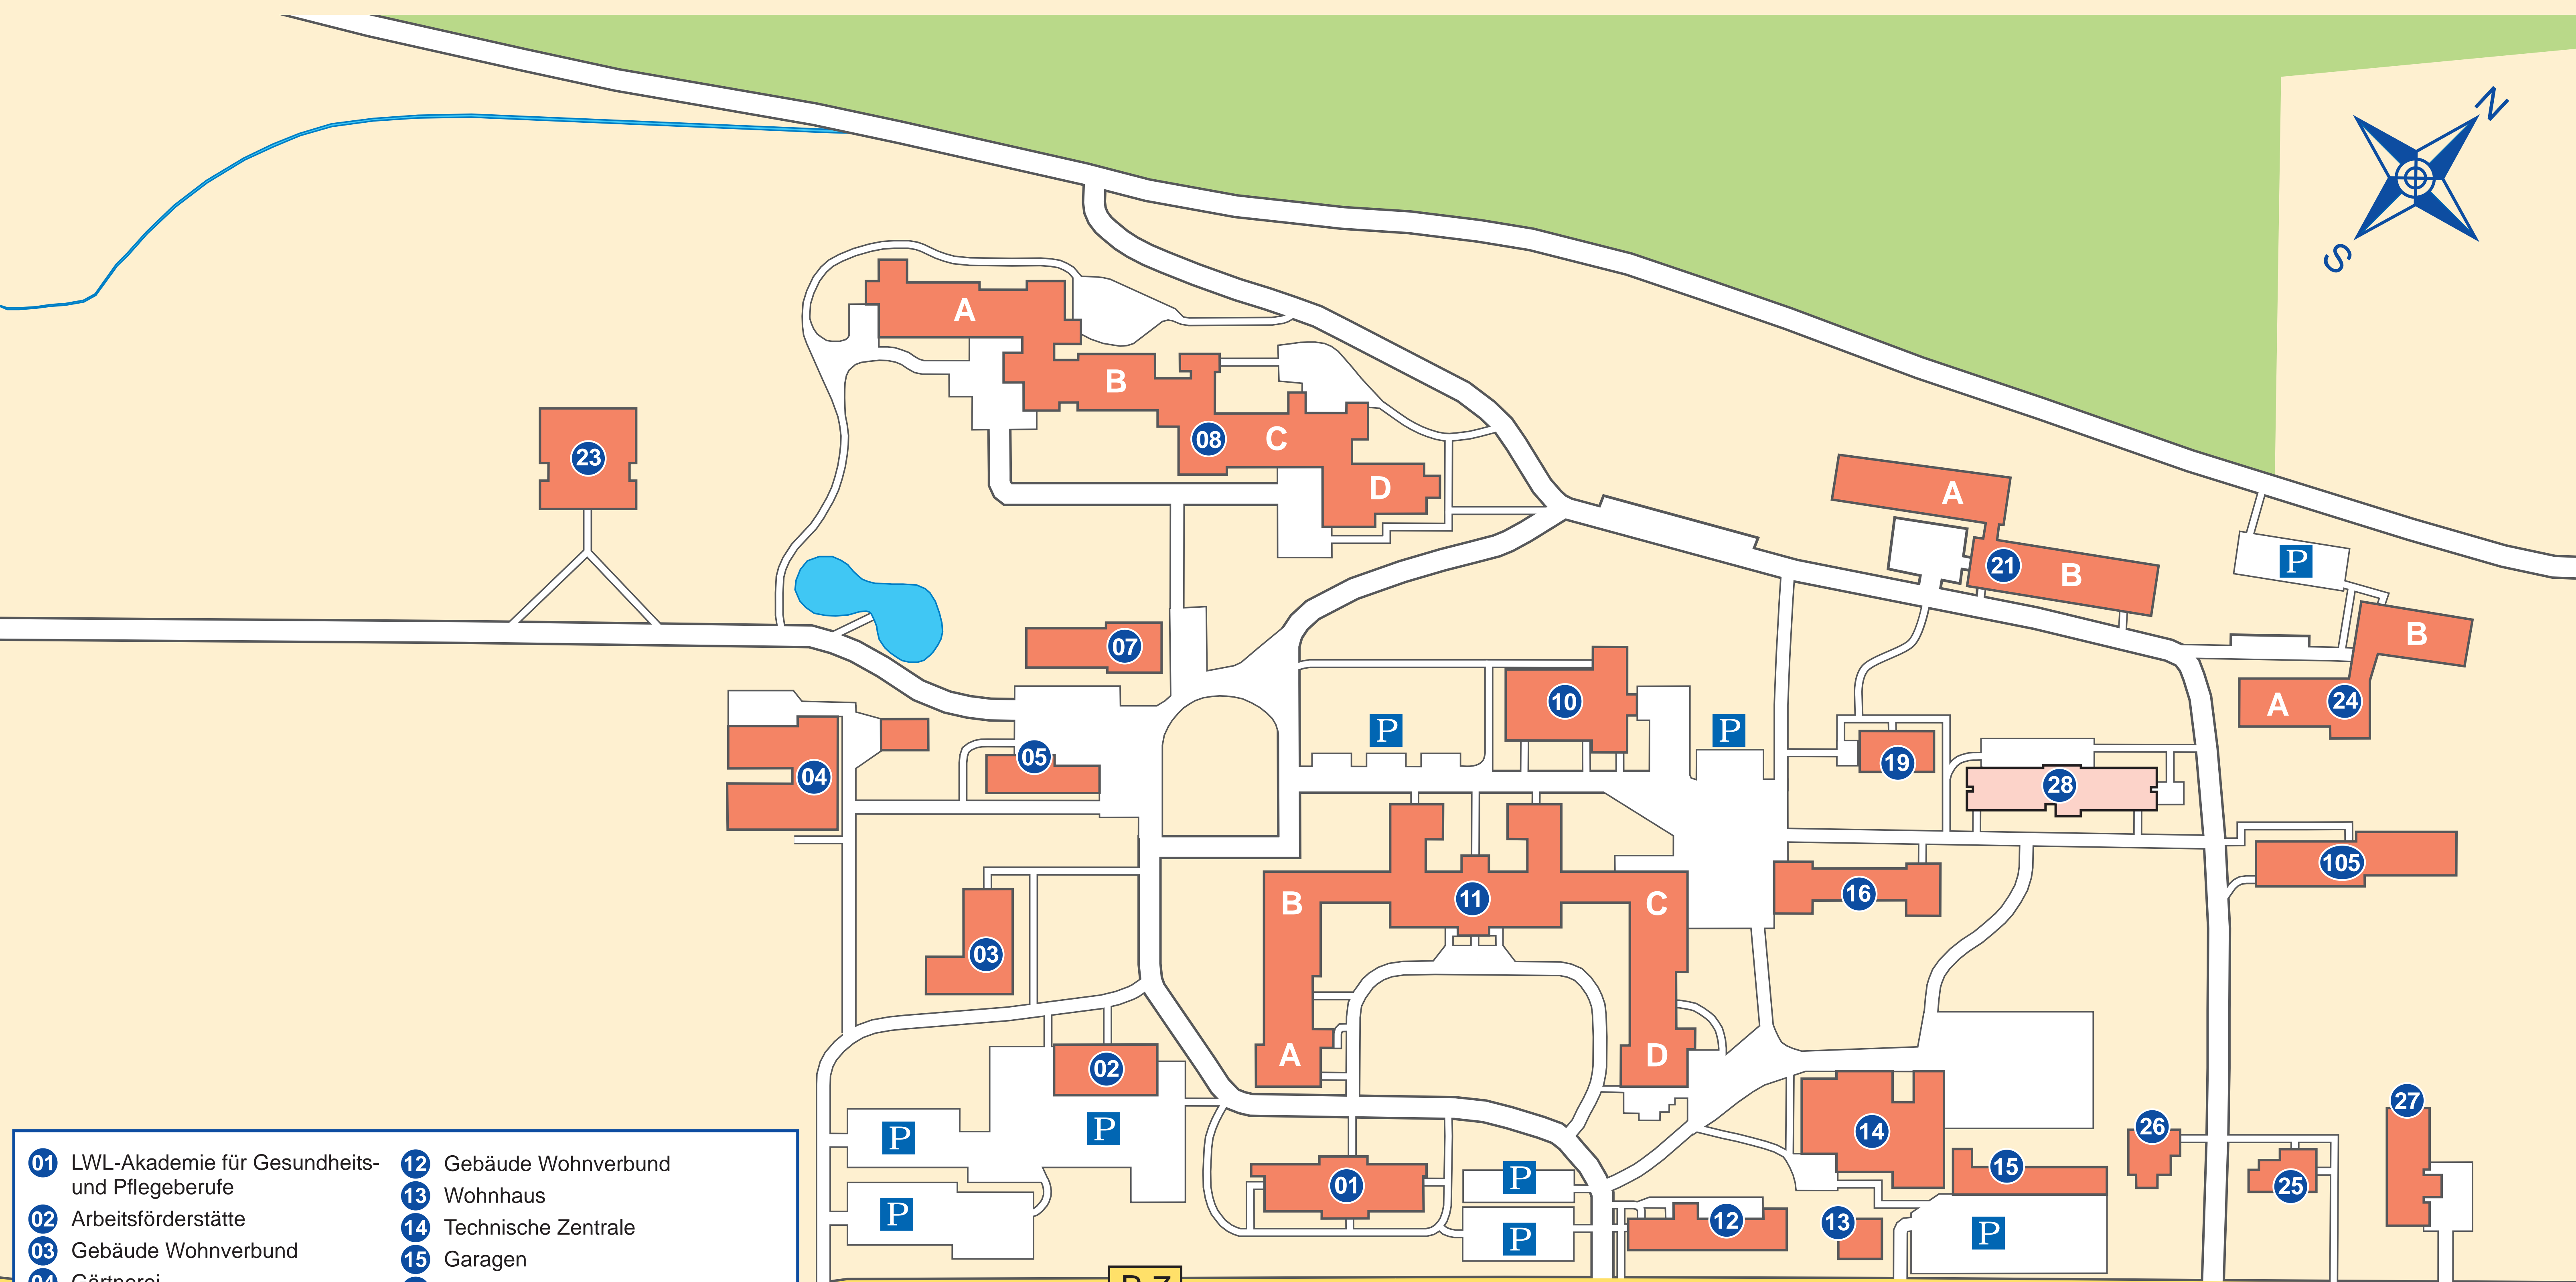 N
S
A
B
08
C
D
23
A
21
B
P
B
A
24
07
10
P
P
05
04
19
28
105
B
11
C
16
03
A
D
02
P
P
P
01
P
P
14
15
26
25
27
12
13
P
01 LWL-Akademie für Gesundheits-
und Pflegeberufe
02 Arbeitsförderstätte
03 Gebäude Wohnverbund
04 Gärtnerei
12 Gebäude Wohnverbund
13 Wohnhaus
14 Technische Zentrale
15 Garagen